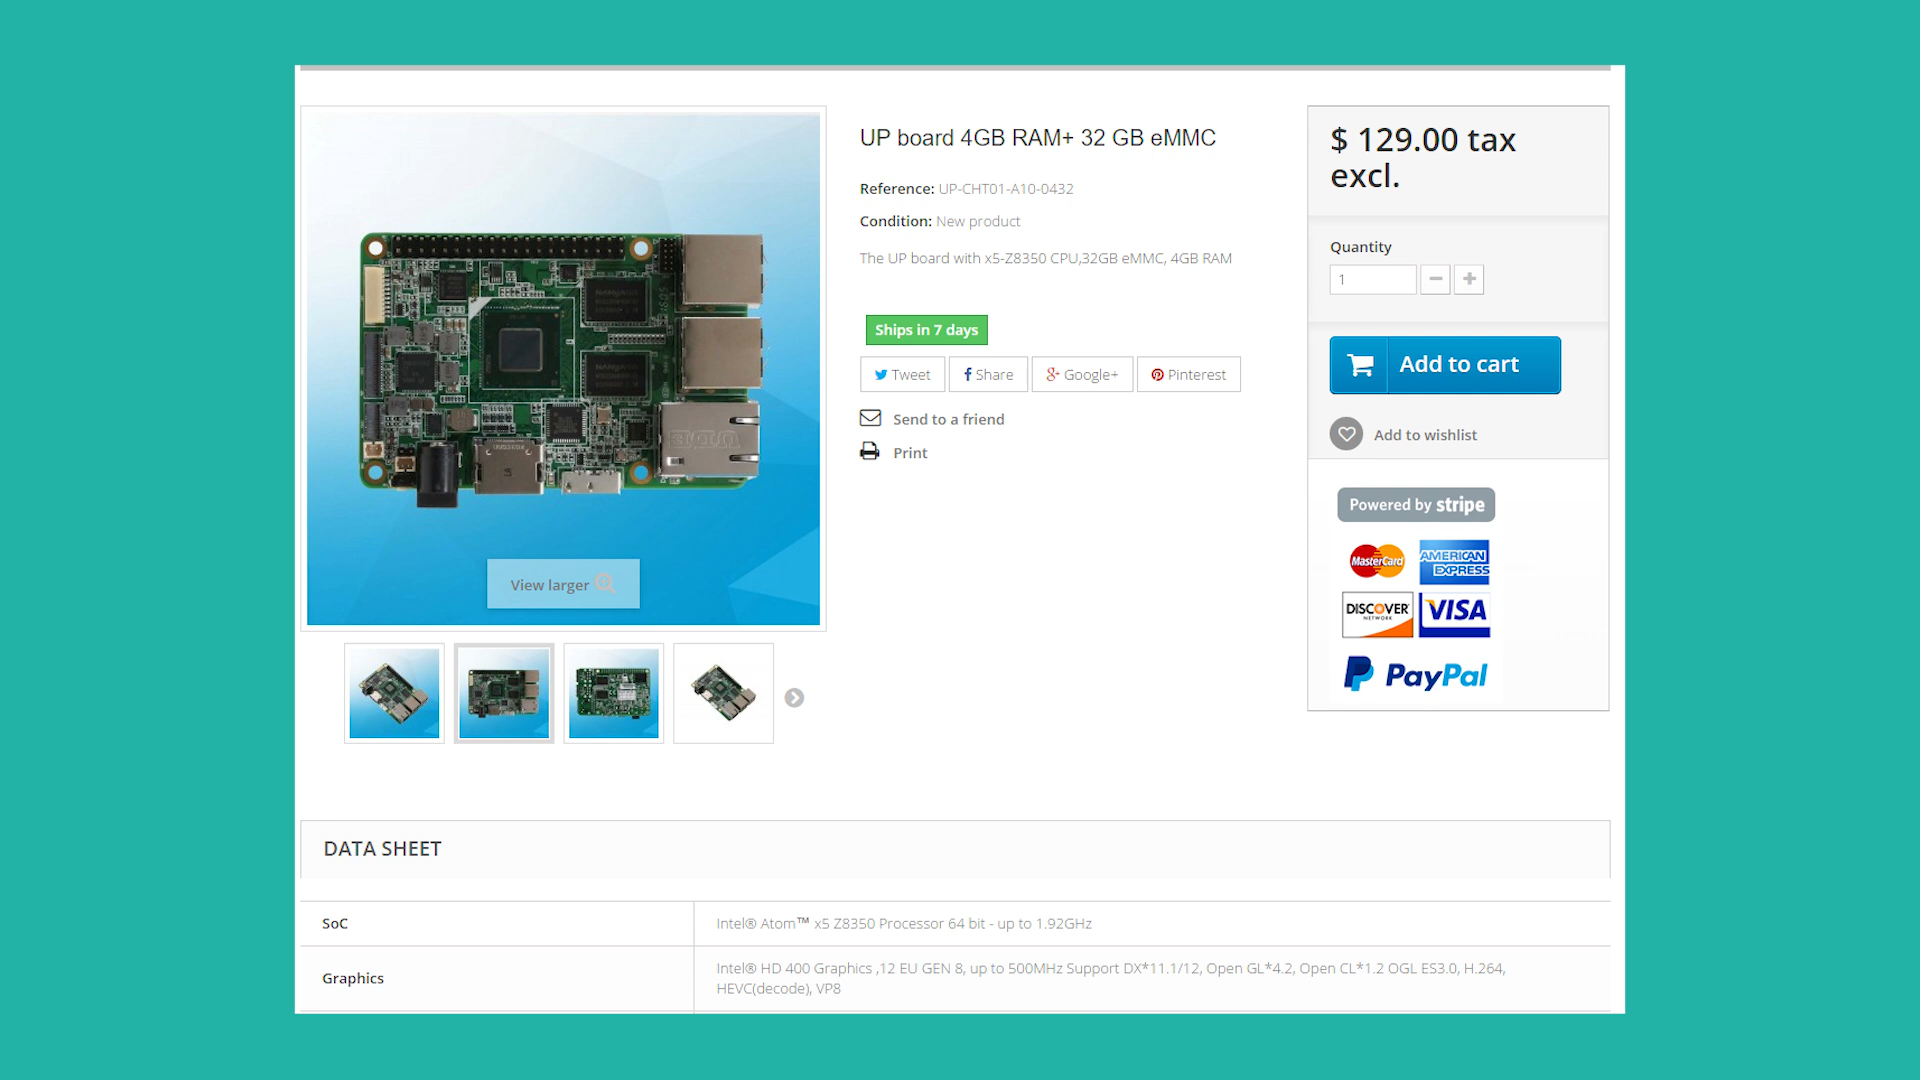 UP board 4GB RAM+ 32 GB eMMC
Reference: UP-CHT01-A10-0432
Condition: New product
The UP board with x5-Z8350 CPU,32GB eMMC, 4GB RAM
Ships in 7 days
Tweet
Share
Google+
Pinterest
Send to a friend
Print
View larger
$ 129.00 tax
excl.
Quantity
1
Add to cart
Add to wishlist
Powered by stripe
MasterCard
AMERICAN
EXPRESS
DISCOVER
NETWORK
VISA
PayPal
DATA SHEET
SoC
Intel® Atom™ x5 Z8350 Processor 64 bit - up to 1.92GHz
Graphics
Intel® HD 400 Graphics ,12 EU GEN 8, up to 500MHz Support DX*11.1/12, Open GL*4.2, Open CL*1.2 OGL ES3.0, H.264,
HEVC(decode), VP8